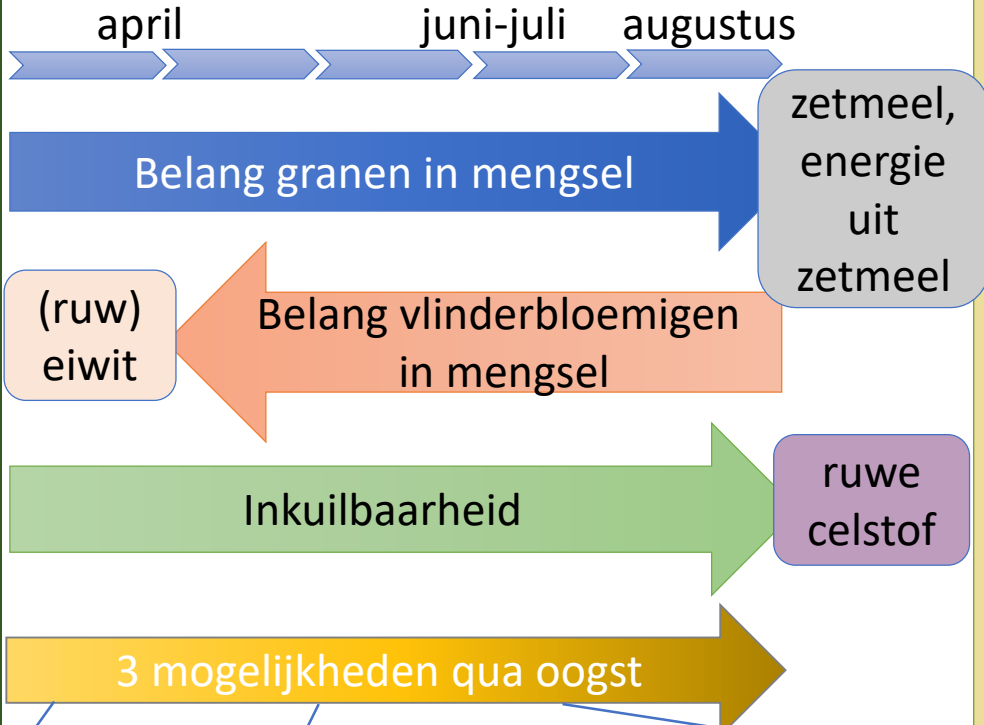 april juni-juli augustus
Belang granen in mengsel
zetmeel,
energie
uit
zetmeel
(ruw)
eiwit
Belang vlinderbloemigen
in mengsel
Inkuilbaarheid
ruwe
celstof
3 mogelijkheden qua oogst